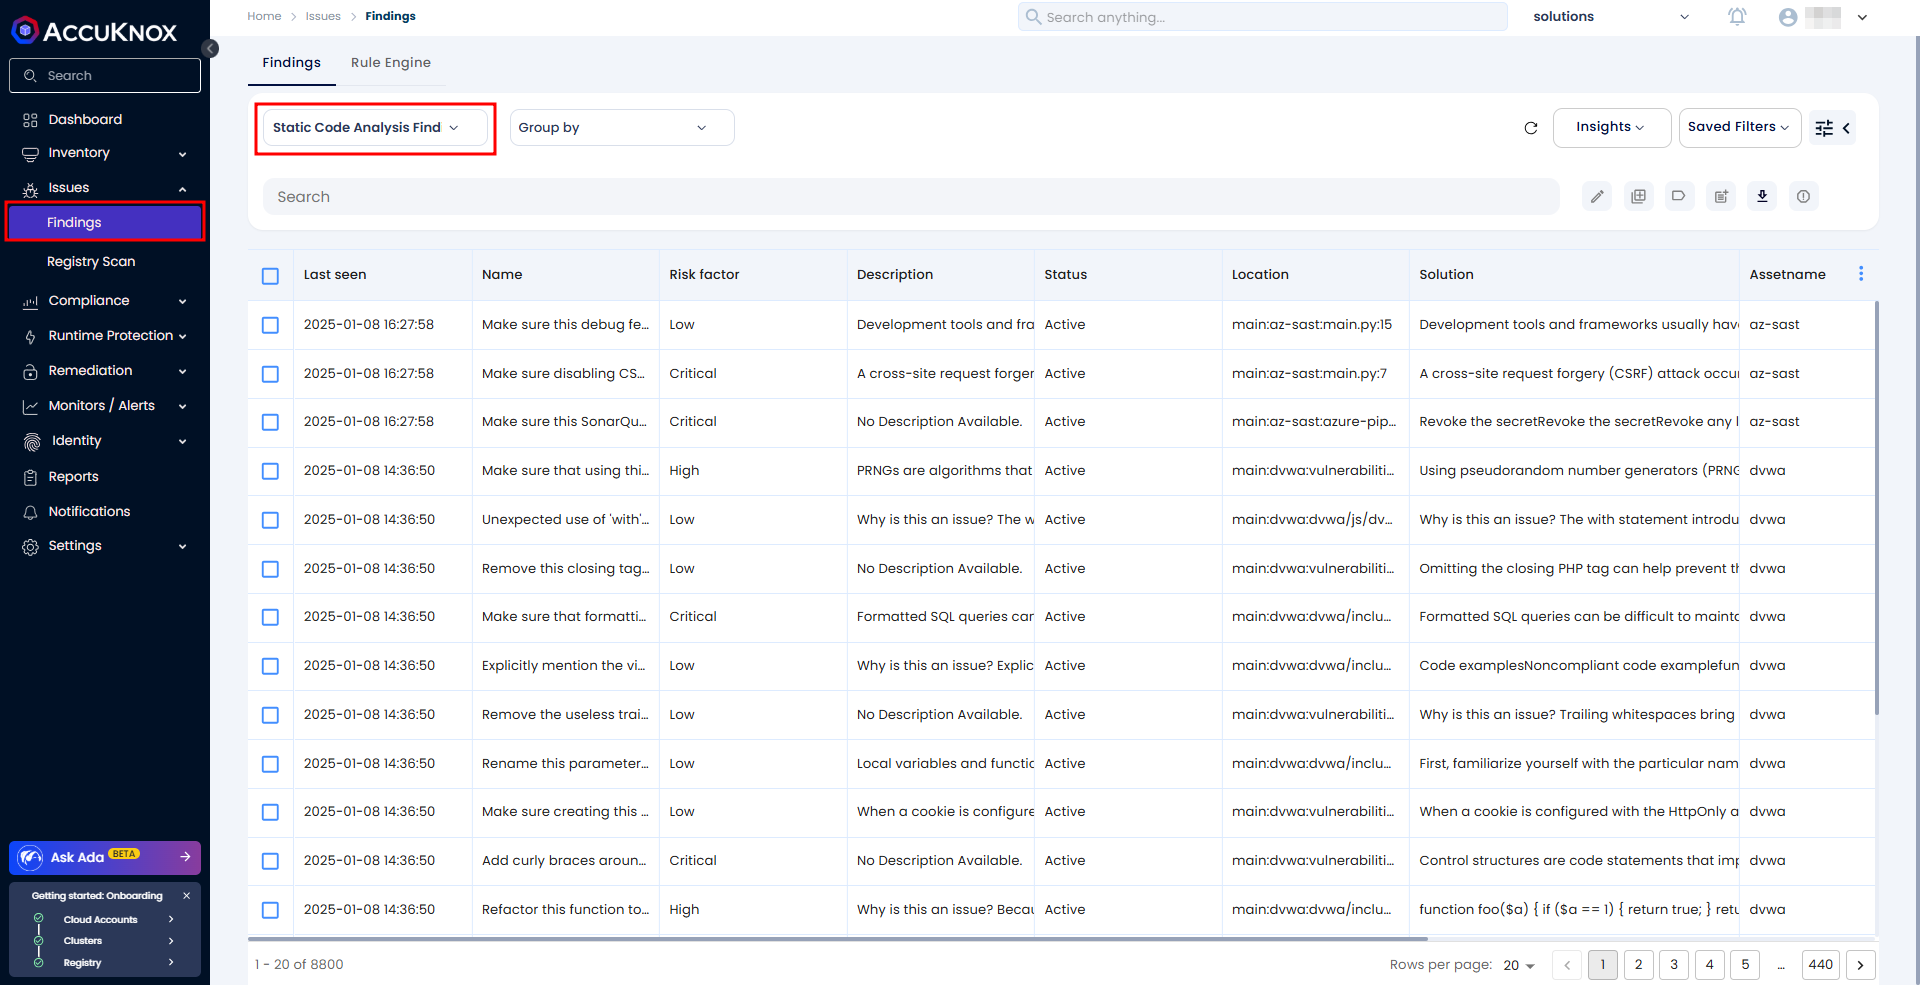 ACCUKNOX
Search
Dashboard
Inventory
Issues
Findings
Registry Scan
Compliance
Runtime Protection
Remediation
Monitors / Alerts
Identity
Reports
Notifications
Settings
Ask Ada BETA
Getting started: Onboarding
Cloud Accounts
Clusters
Registry
Home Issues Findings
Search anything...
solutions
Findings Rule Engine
Static Code Analysis Find
Group by
Insights
Saved Filters
Search
Last seen Name Risk factor Description Status Location Solution Assetname
2025-01-08 16:27:58 Make sure this debug fe... Low Development tools and fra Active main:az-sast:main.py:15 Development tools and frameworks usually hav az-sast
2025-01-08 16:27:58 Make sure disabling CS... Critical A cross-site request forger Active main:az-sast:main.py:7 A cross-site request forgery (CSRF) attack occu az-sast
2025-01-08 16:27:58 Make sure this SonarQu... Critical No Description Available. Active main:az-sast:azure-pip... Revoke the secretRevoke the secretRevoke any l az-sast
2025-01-08 14:36:50 Make sure that using thi... High PRNGs are algorithms that Active main:dvwa:vulnerabiliti... Using pseudorandom number generators (PRNG dvwa
2025-01-08 14:36:50 Unexpected use of 'with'... Low Why is this an issue? The w Active main:dvwa:dvwa/js/dv... Why is this an issue? The with statement introdu dvwa
2025-01-08 14:36:50 Remove this closing tag... Low No Description Available. Active main:dvwa:vulnerabiliti... Omitting the closing PHP tag can help prevent th dvwa
2025-01-08 14:36:50 Make sure that formatti... Critical Formatted SQL queries can Active main:dvwa:dvwa/inclu... Formatted SQL queries can be difficult to mainta dvwa
2025-01-08 14:36:50 Explicitly mention the vi... Low Why is this an issue? Explic Active main:dvwa:dvwa/inclu... Code examplesNoncompliant code examplefun dvwa
2025-01-08 14:36:50 Remove the useless trai... Low No Description Available. Active main:dvwa:vulnerabiliti... Why is this an issue? Trailing whitespaces bring dvwa
2025-01-08 14:36:50 Rename this parameter... Low Local variables and functio Active main:dvwa:dvwa/inclu... First, familiarize yourself with the particular nam dvwa
2025-01-08 14:36:50 Make sure creating this ... Low When a cookie is configure Active main:dvwa:vulnerabiliti... When a cookie is configured with the HttpOnly a dvwa
2025-01-08 14:36:50 Add curly braces aroun... Critical No Description Available. Active main:dvwa:vulnerabiliti... Control structures are code statements that imp dvwa
2025-01-08 14:36:50 Refactor this function to... High Why is this an issue? Becau Active main:dvwa:dvwa/inclu... function foo($a) { if ($a == 1) { return true; } retu dvwa
1 - 20 of 8800
Rows per page: 20
1 2 3 4 5 ... 440